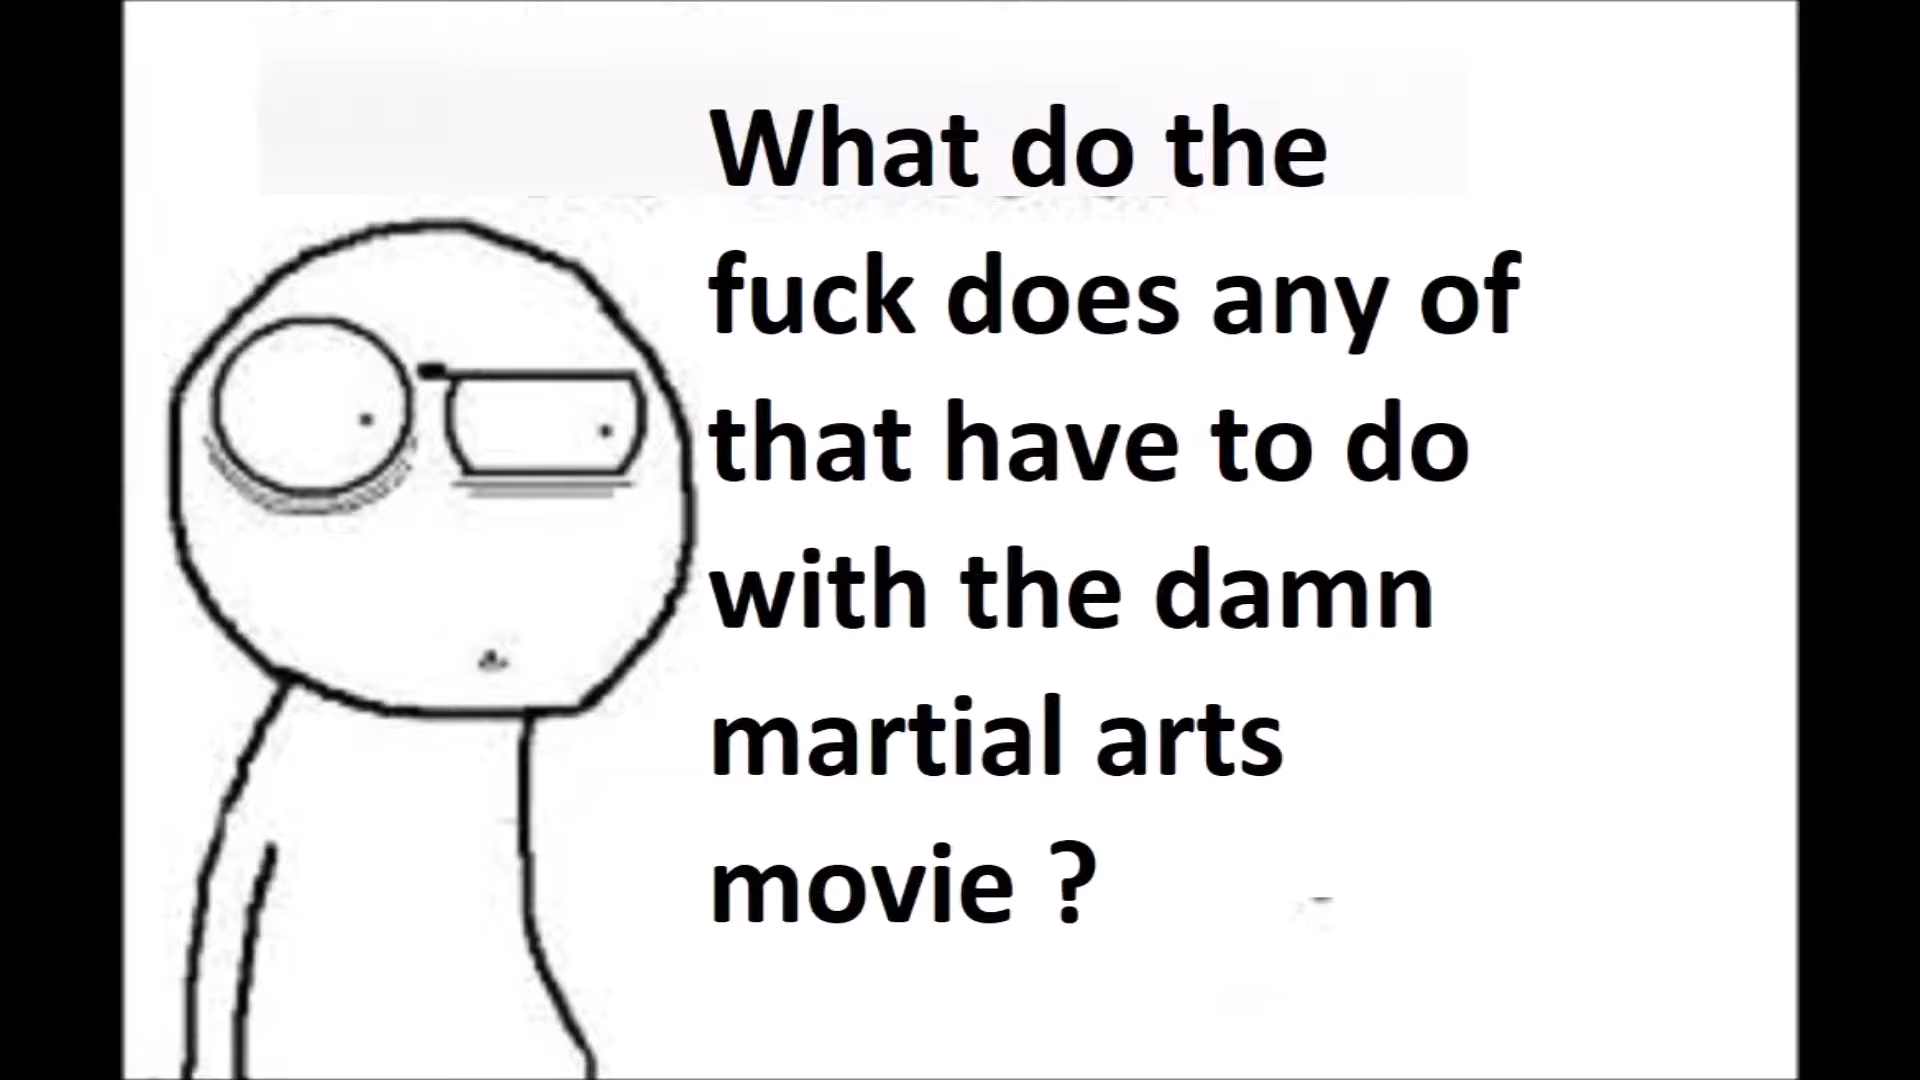 What do the
fuck does any of
that have to do
with the damn
martial arts
movie ?